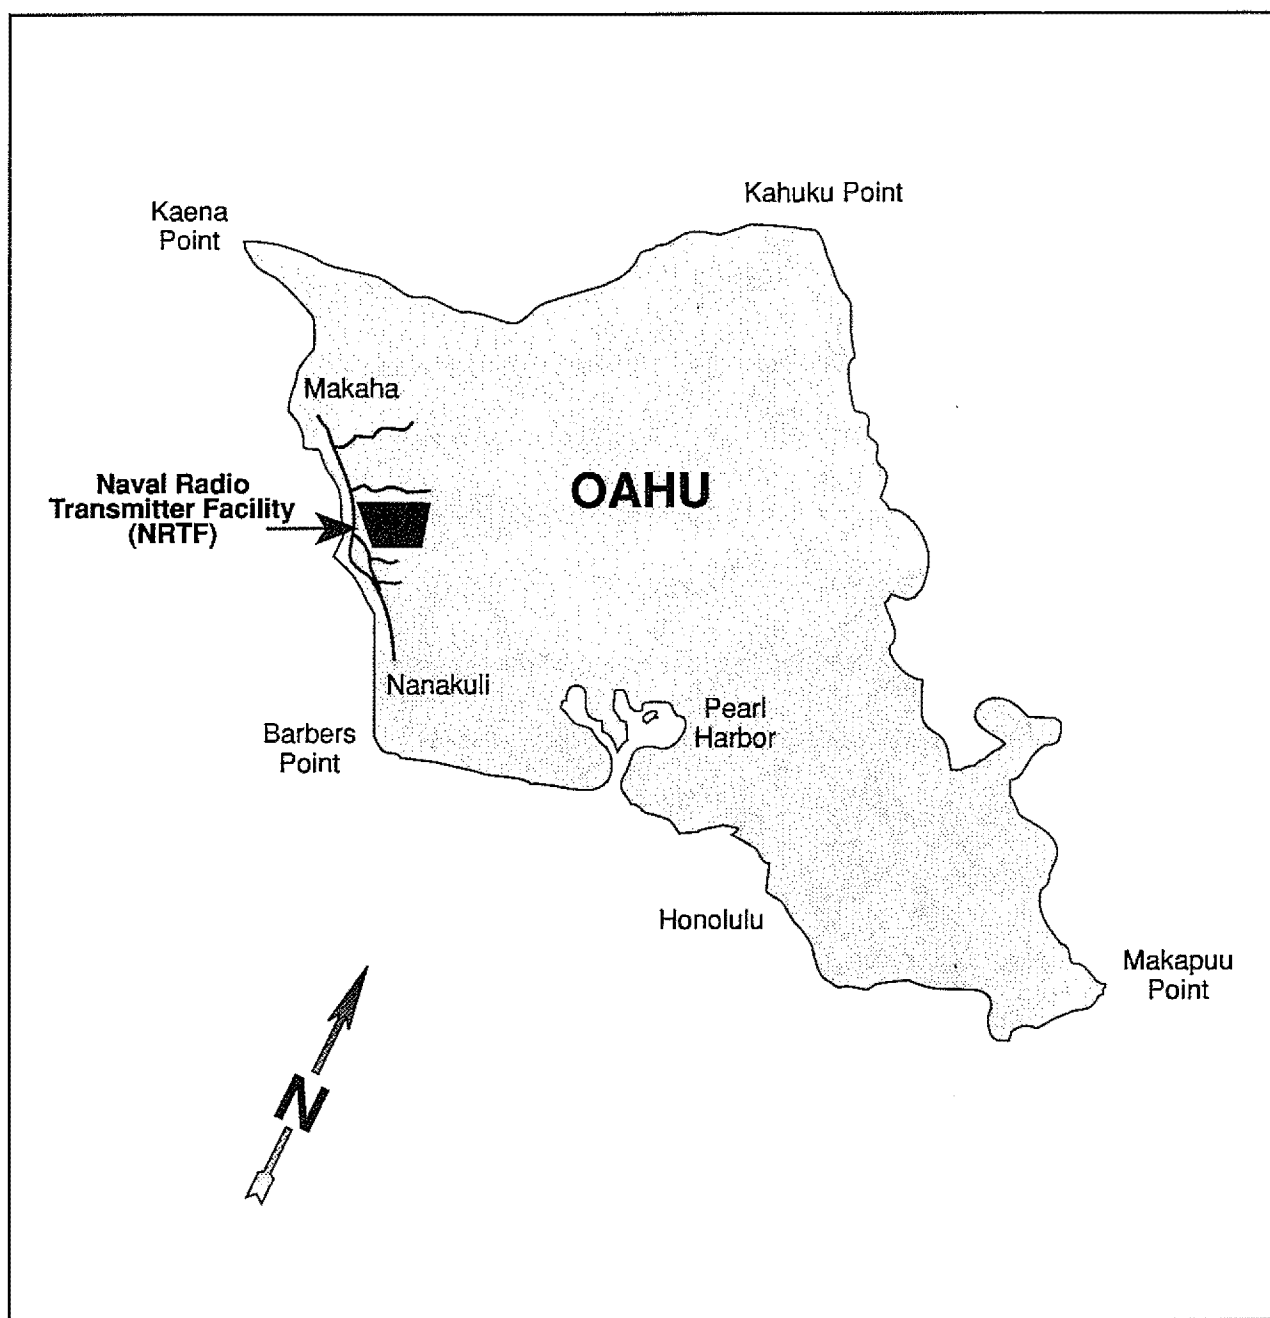 Kahuku Point
Kaena
Point
Makaha
Naval Radio
Transmitter Facility
(NRTF)
OAHU
Nanakuli
Pearl
Harbor
Barbers
Point
Honolulu
Makapuu
Point
N